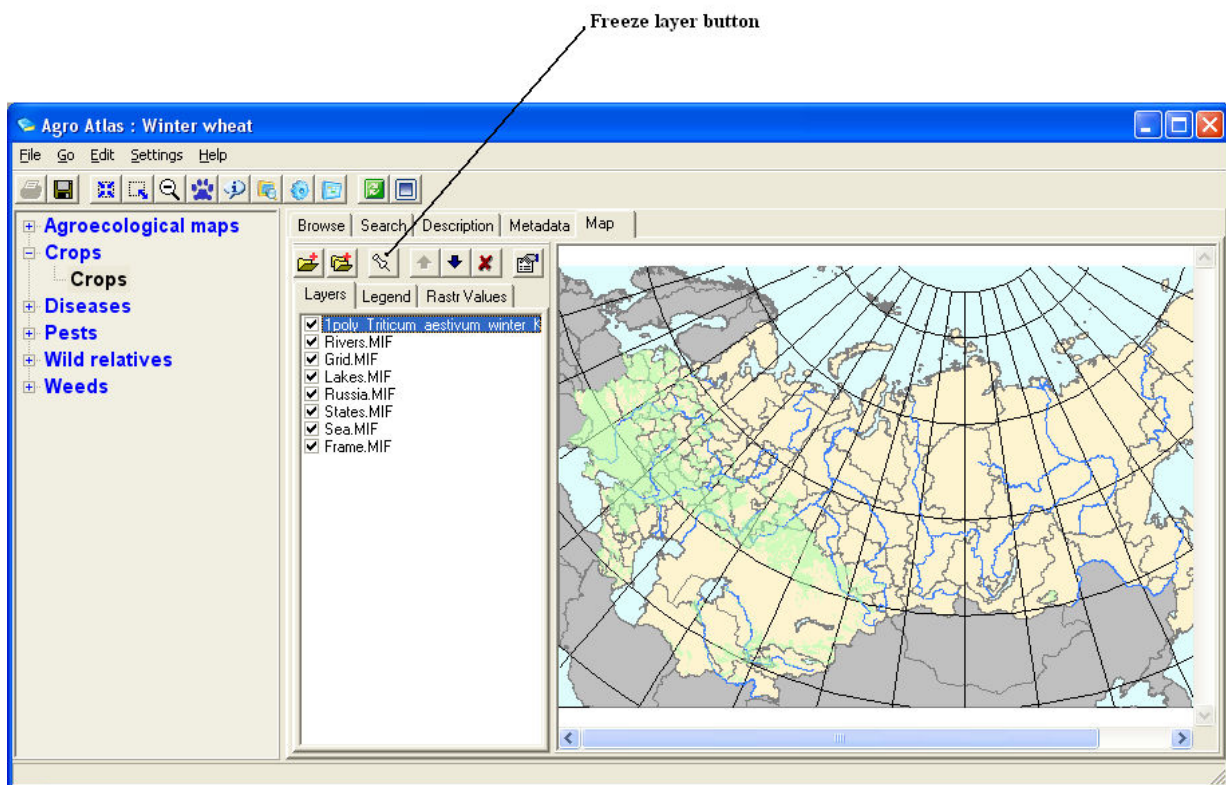 Freeze layer button
Agro Atlas : Winter wheat
File Go Edit Settings Help
Agroecological maps
Crops
Crops
Diseases
Pests
Wild relatives
Weeds
Browse Search Description Metadata Map
Layers Legend Rastr Values
1poly_Triticum_aestivum_winter_K
Rivers.MIF
Grid.MIF
Lakes.MIF
Russia.MIF
States.MIF
Sea.MIF
Frame.MIF